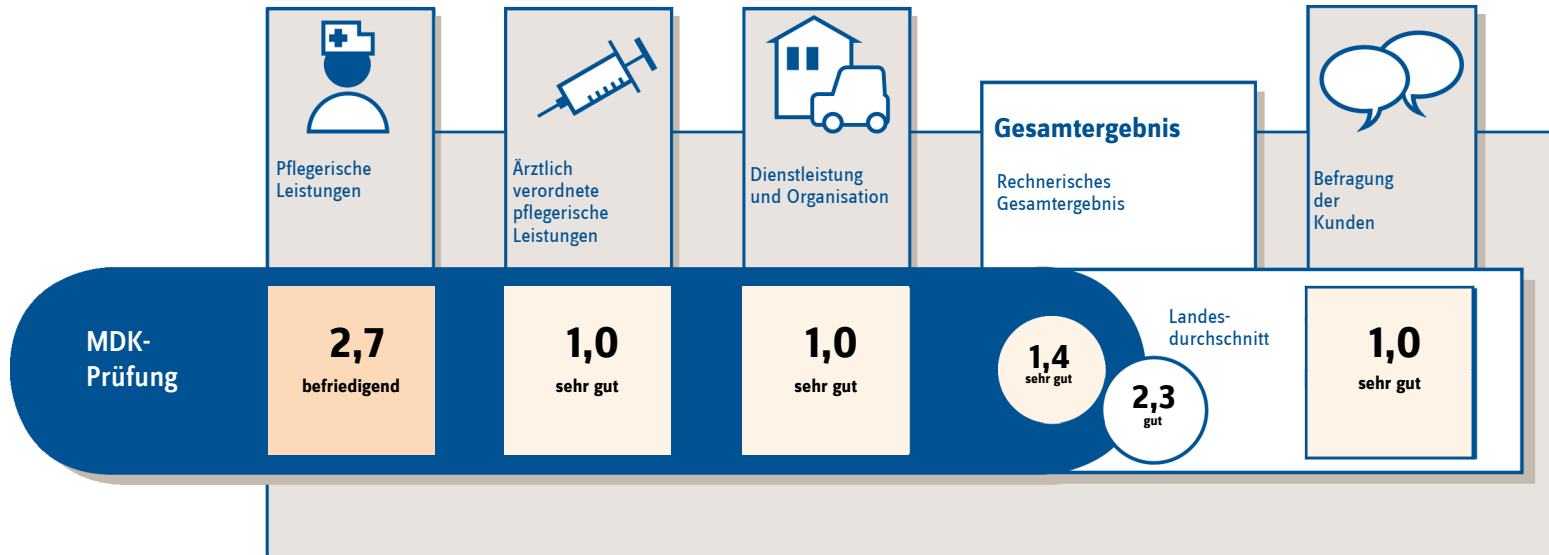 Pflegerische
Leistungen
Ärztlich
verordnete
pflegerische
Leistungen
Dienstleistung
und Organisation
Gesamtergebnis
Rechnerisches
Gesamtergebnis
Befragung
der
Kunden
MDK-
Prüfung
2,7
befriedigend
1,0
sehr gut
1,0
sehr gut
1,4
sehr gut
Landes-
durchschnitt
2,3
gut
1,0
sehr gut